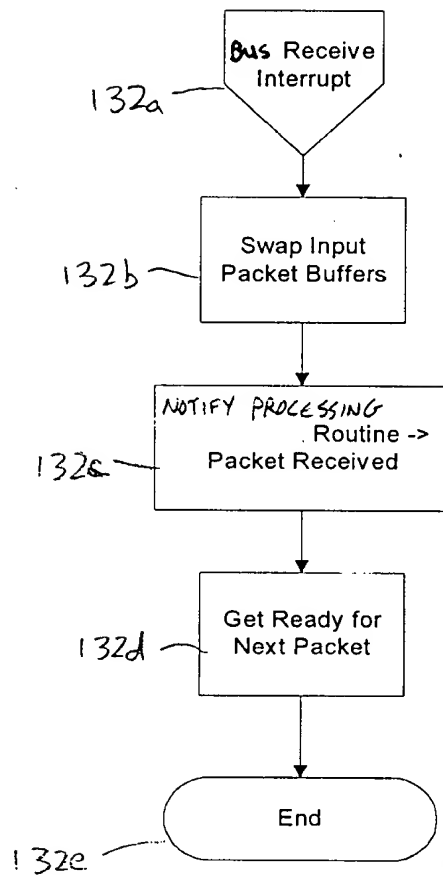 Bus Receive
Interrupt
132a
Swap Input
Packet Buffers
132b
NOTIFY PROCESSING
Routine ->
Packet Received
132c
Get Ready for
Next Packet
132d
End
132e